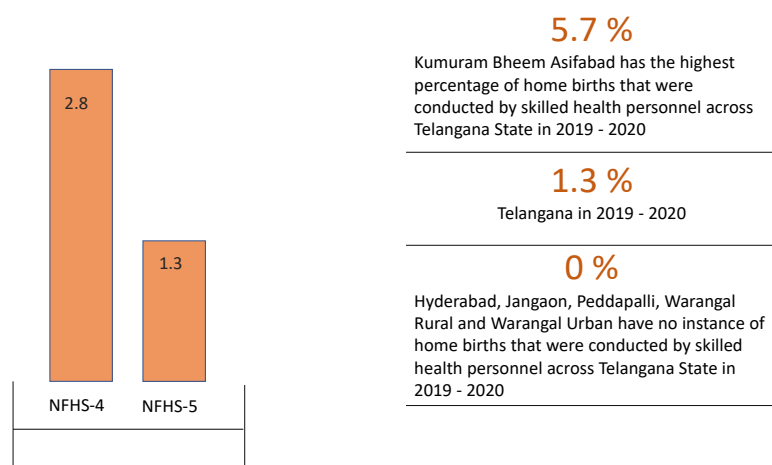 2.8
1.3
NFHS-4
NFHS-5
5.7 %
Kumuram Bheem Asifabad has the highest
percentage of home births that were
conducted by skilled health personnel across
Telangana State in 2019 - 2020
1.3 %
Telangana in 2019 - 2020
0 %
Hyderabad, Jangaon, Peddapalli, Warangal
Rural and Warangal Urban have no instance of
home births that were conducted by skilled
health personnel across Telangana State in
2019 - 2020